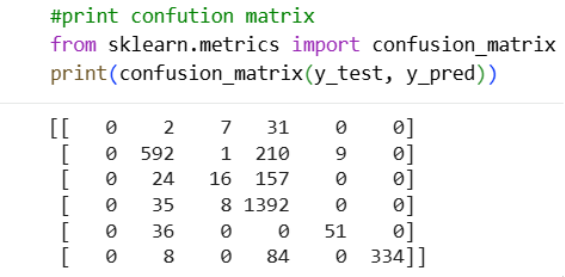 #print confution matrix
from sklearn.metrics import confusion_matrix
print(confusion_matrix(y_test, y_pred))
[[   0    2    7   31    0    0]
 [   0  592    1  210    9    0]
 [   0   24   16  157    0    0]
 [   0   35    8 1392    0    0]
 [   0   36    0    0   51    0]
 [   0    8    0   84    0  334]]